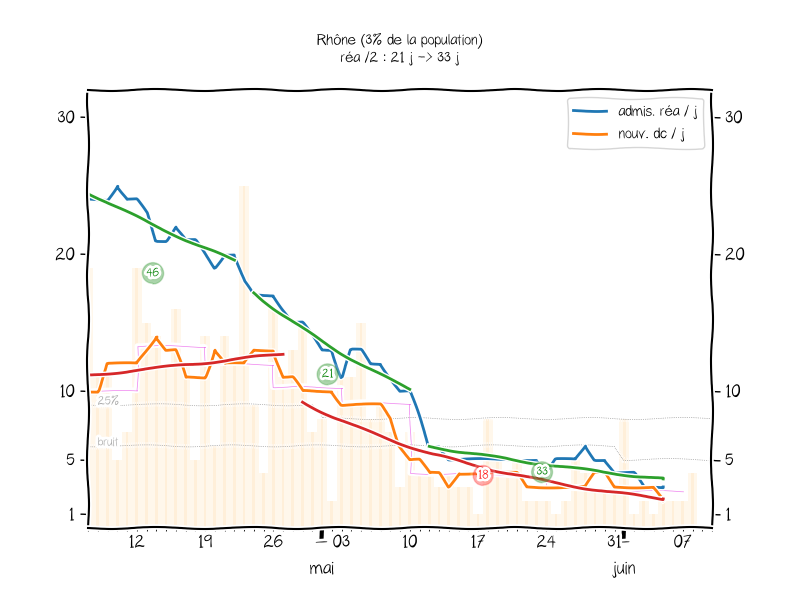 Rhône (3% de la population)
réa /2 : 21 j -> 33 j
admis. réa / j
nouv. dc / j
30
30
20
20
46
21
10
10
25%
bruit
5
5
18
33
1
1
12 19 26 03 10 17 24 31 07
mai juin